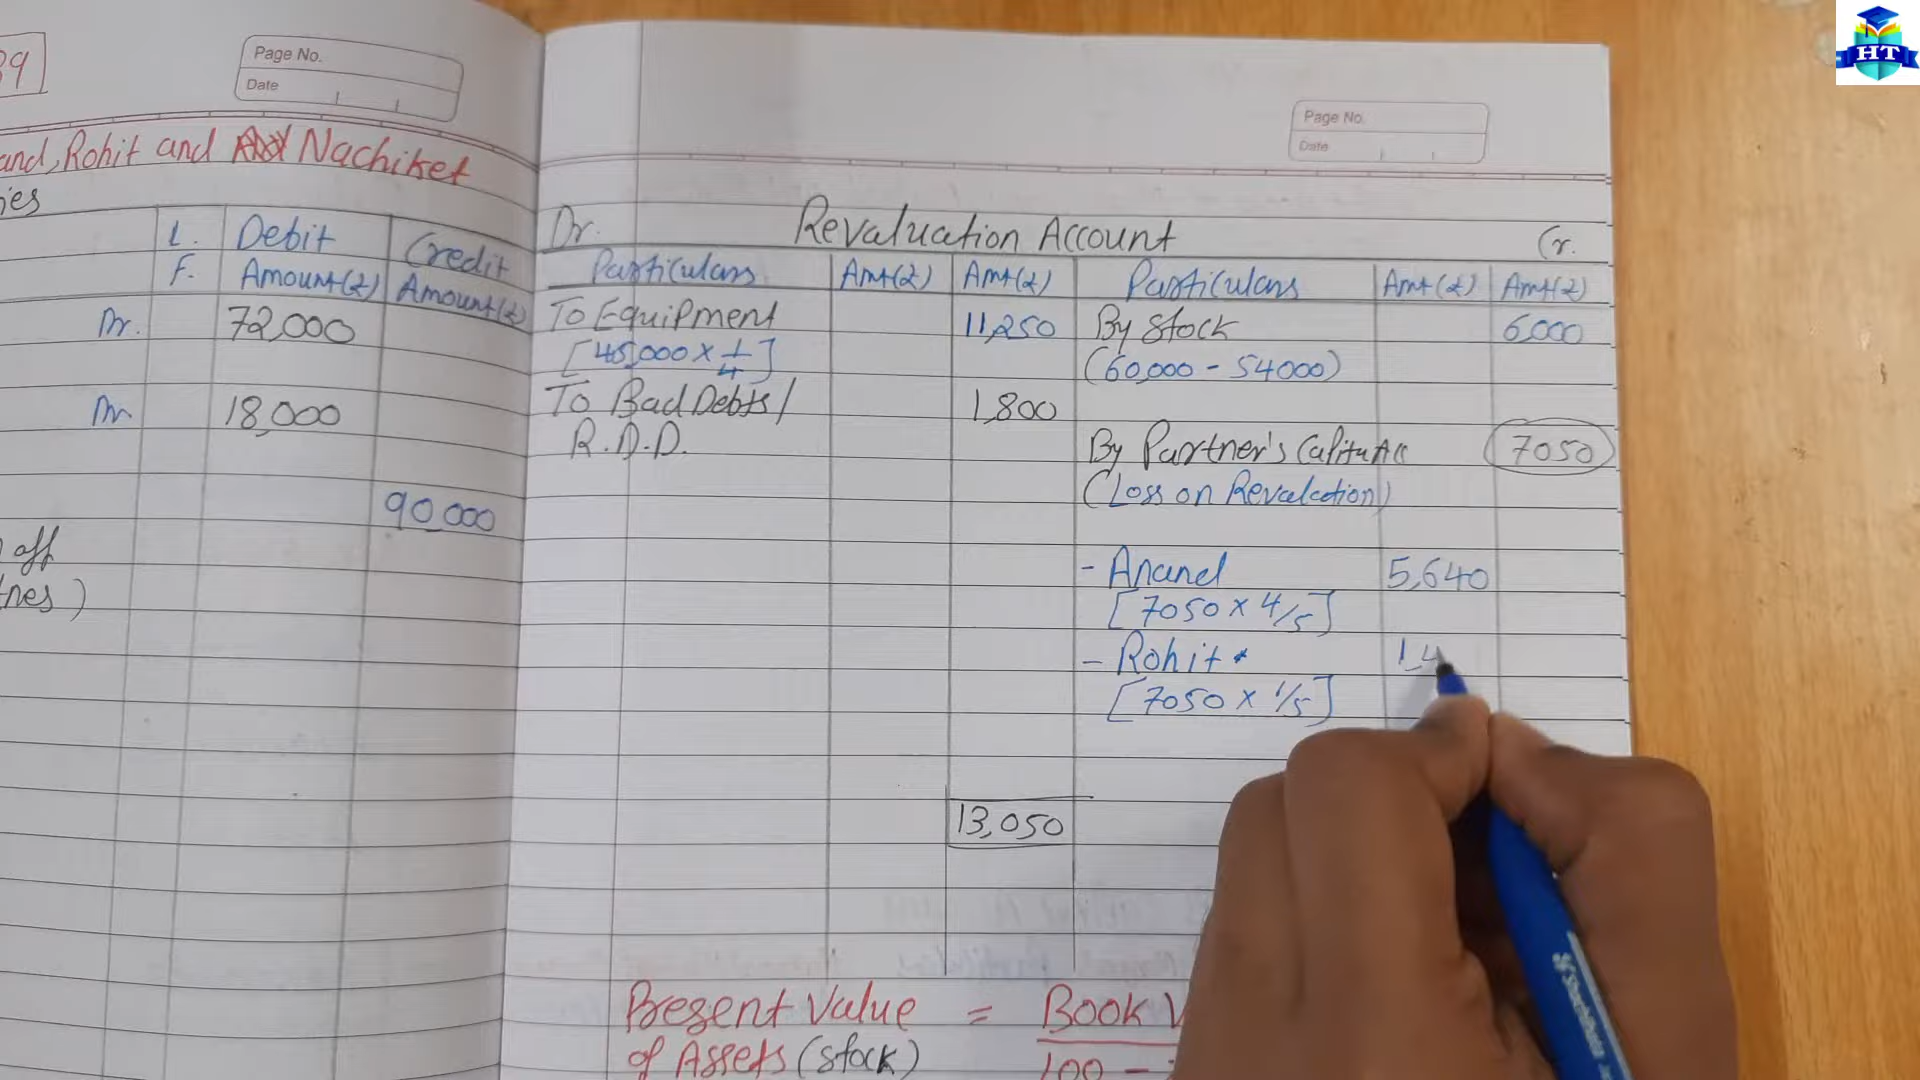 HT
Page No.
Date
and, Rohit and Nachiket
L.
F.
Debit
Amount(₹)
Credit
Amount(₹)
Dr.
72,000
Dr.
18,000
90,000
off
Page No.
Date
Dr.
Revaluation Account
Cr.
Particulars
Amt(₹)
Amt(₹)
Particulars
Amt(₹)
Amt(₹)
To Equipment
11,250
By Stock
6,000
[45,000 × 1/4]
(60,000 - 54000)
To Bad Debts/
1,800
R.D.D.
By Partner's Capital Acc
7050
(Loss on Revaluation)
- Anand
5,640
[7050 × 4/5]
- Rohit
1,4
[7050 × 1/5]
13,050
Present Value = Book V
of Assets (stock)
100 -